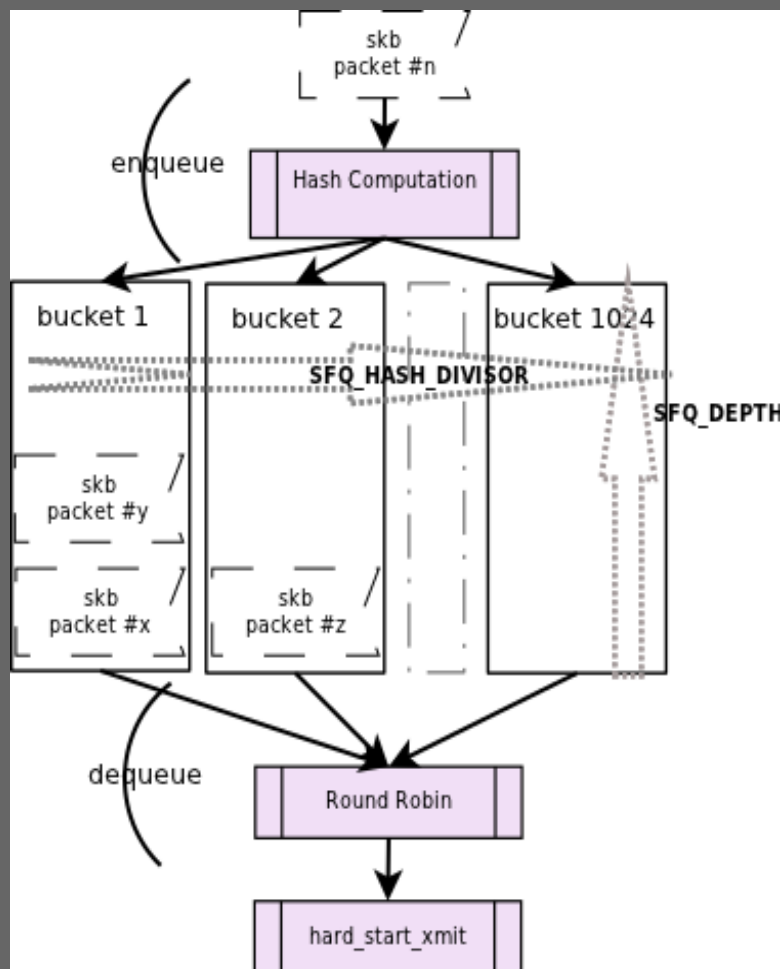 skb
packet #n
enqueue
Hash Computation
bucket 1
bucket 2
bucket 1024
SFQ_HASH_DIVISOR
SFQ_DEPTH
skb
packet #y
skb
packet #x
skb
packet #z
dequeue
Round Robin
hard_start_xmit